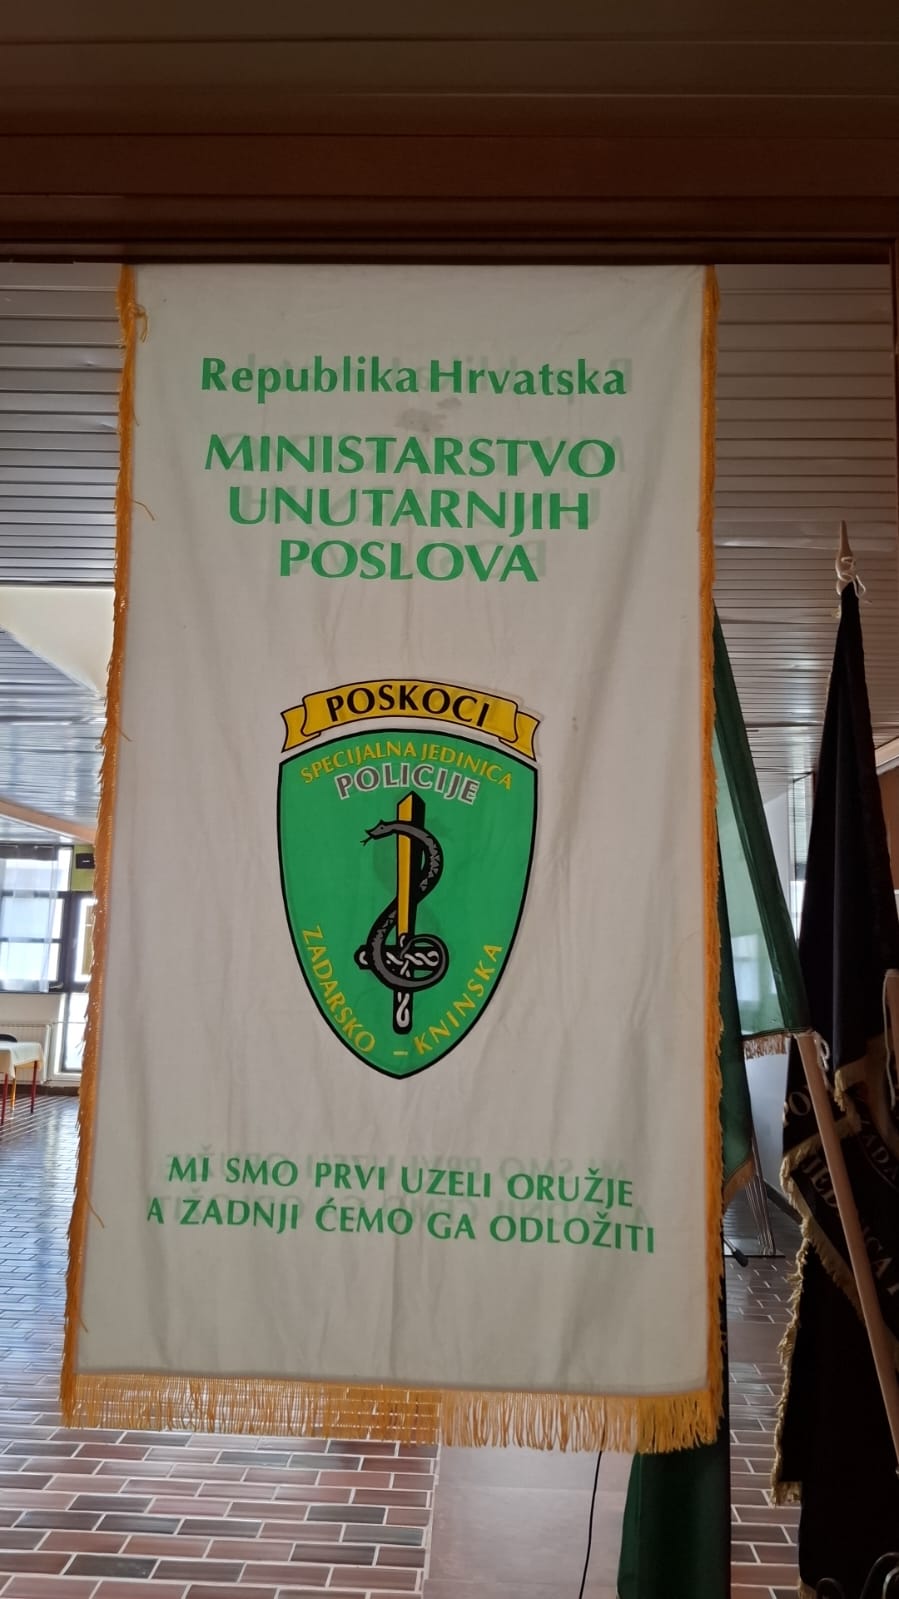 Republika Hrvatska
MINISTARSTVO
UNUTARNJIH
POSLOVA
POSKOCI
SPECIJALNA JEDINICA
POLICIJE
ZADARSKO - KNINSKA
MI SMO PRVI UZELI ORUŽJE
A ZADNJI ĆEMO GA ODLOŽITI